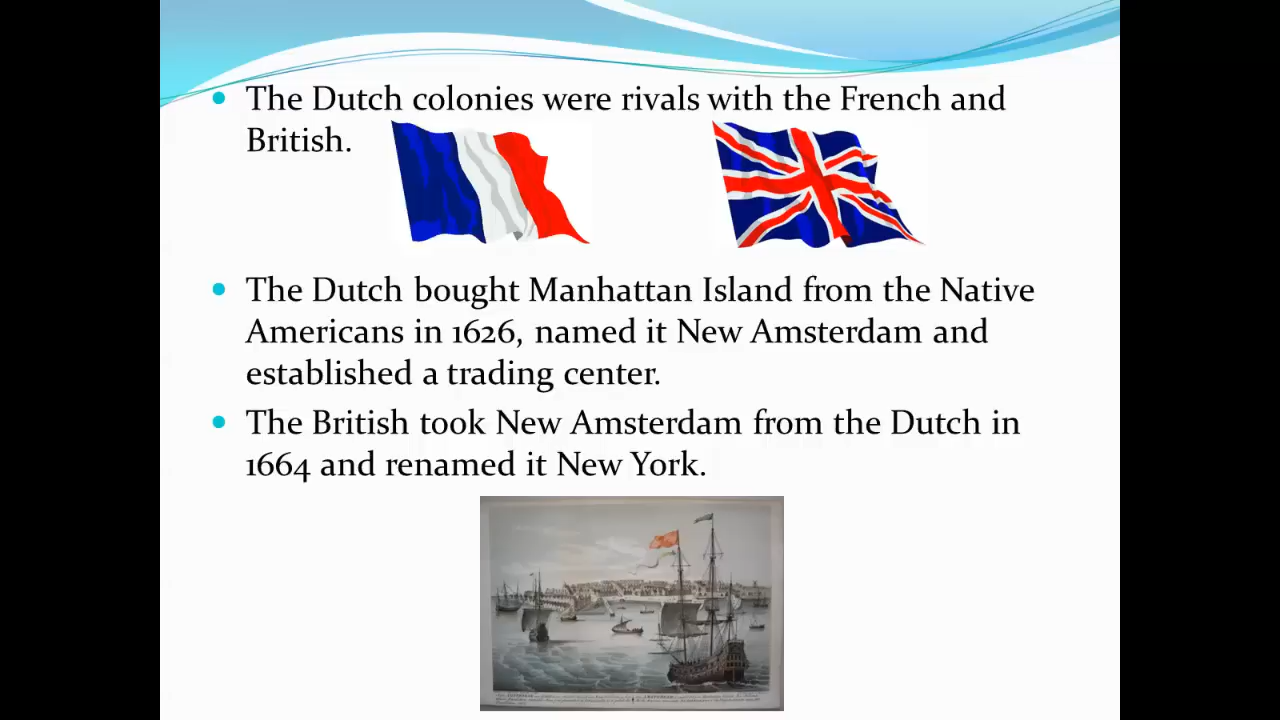 The Dutch colonies were rivals with the French and
British.
The Dutch bought Manhattan Island from the Native
Americans in 1626, named it New Amsterdam and
established a trading center.
The British took New Amsterdam from the Dutch in
1664 and renamed it New York.